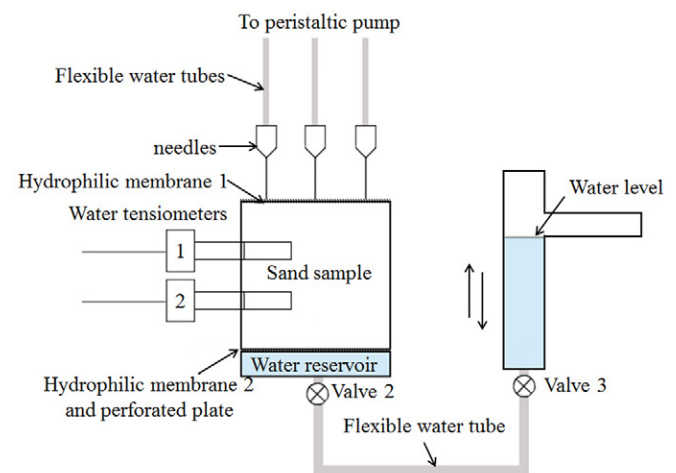 To peristaltic pump
Flexible water tubes
needles
Hydrophilic membrane 1
Water level
Water tensiometers
1
Sand sample
2
Water reservoir
Hydrophilic membrane 2
and perforated plate
Valve 2
Valve 3
Flexible water tube